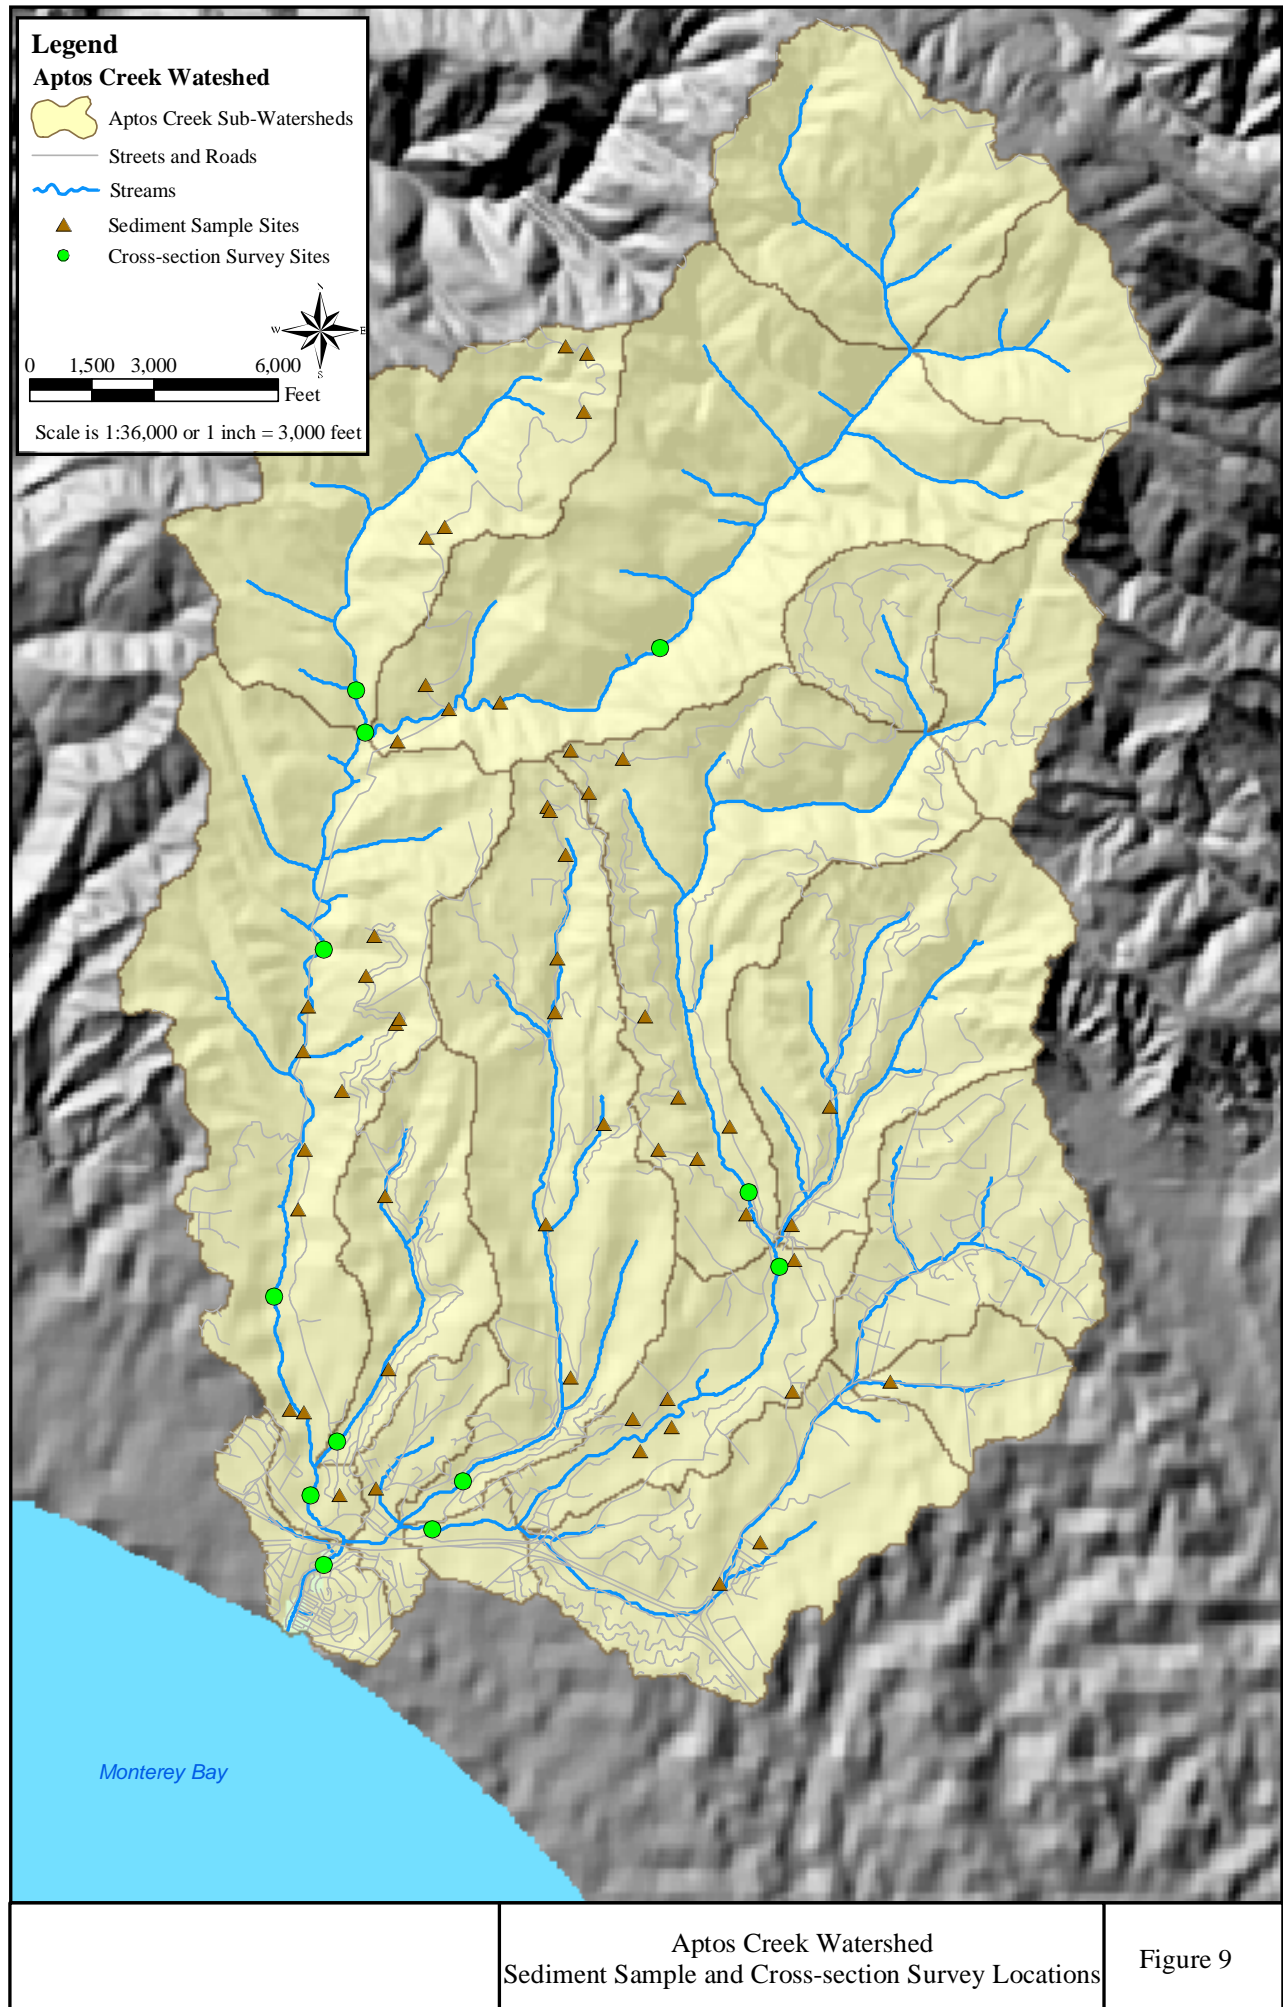 Legend
Aptos Creek Wateshed
Aptos Creek Sub-Watersheds
Streets and Roads
Streams
Sediment Sample Sites
Cross-section Survey Sites
N
W E
S
0 1,500 3,000 6,000
Feet
Scale is 1:36,000 or 1 inch = 3,000 feet
Monterey Bay
Aptos Creek Watershed
Sediment Sample and Cross-section Survey Locations
Figure 9